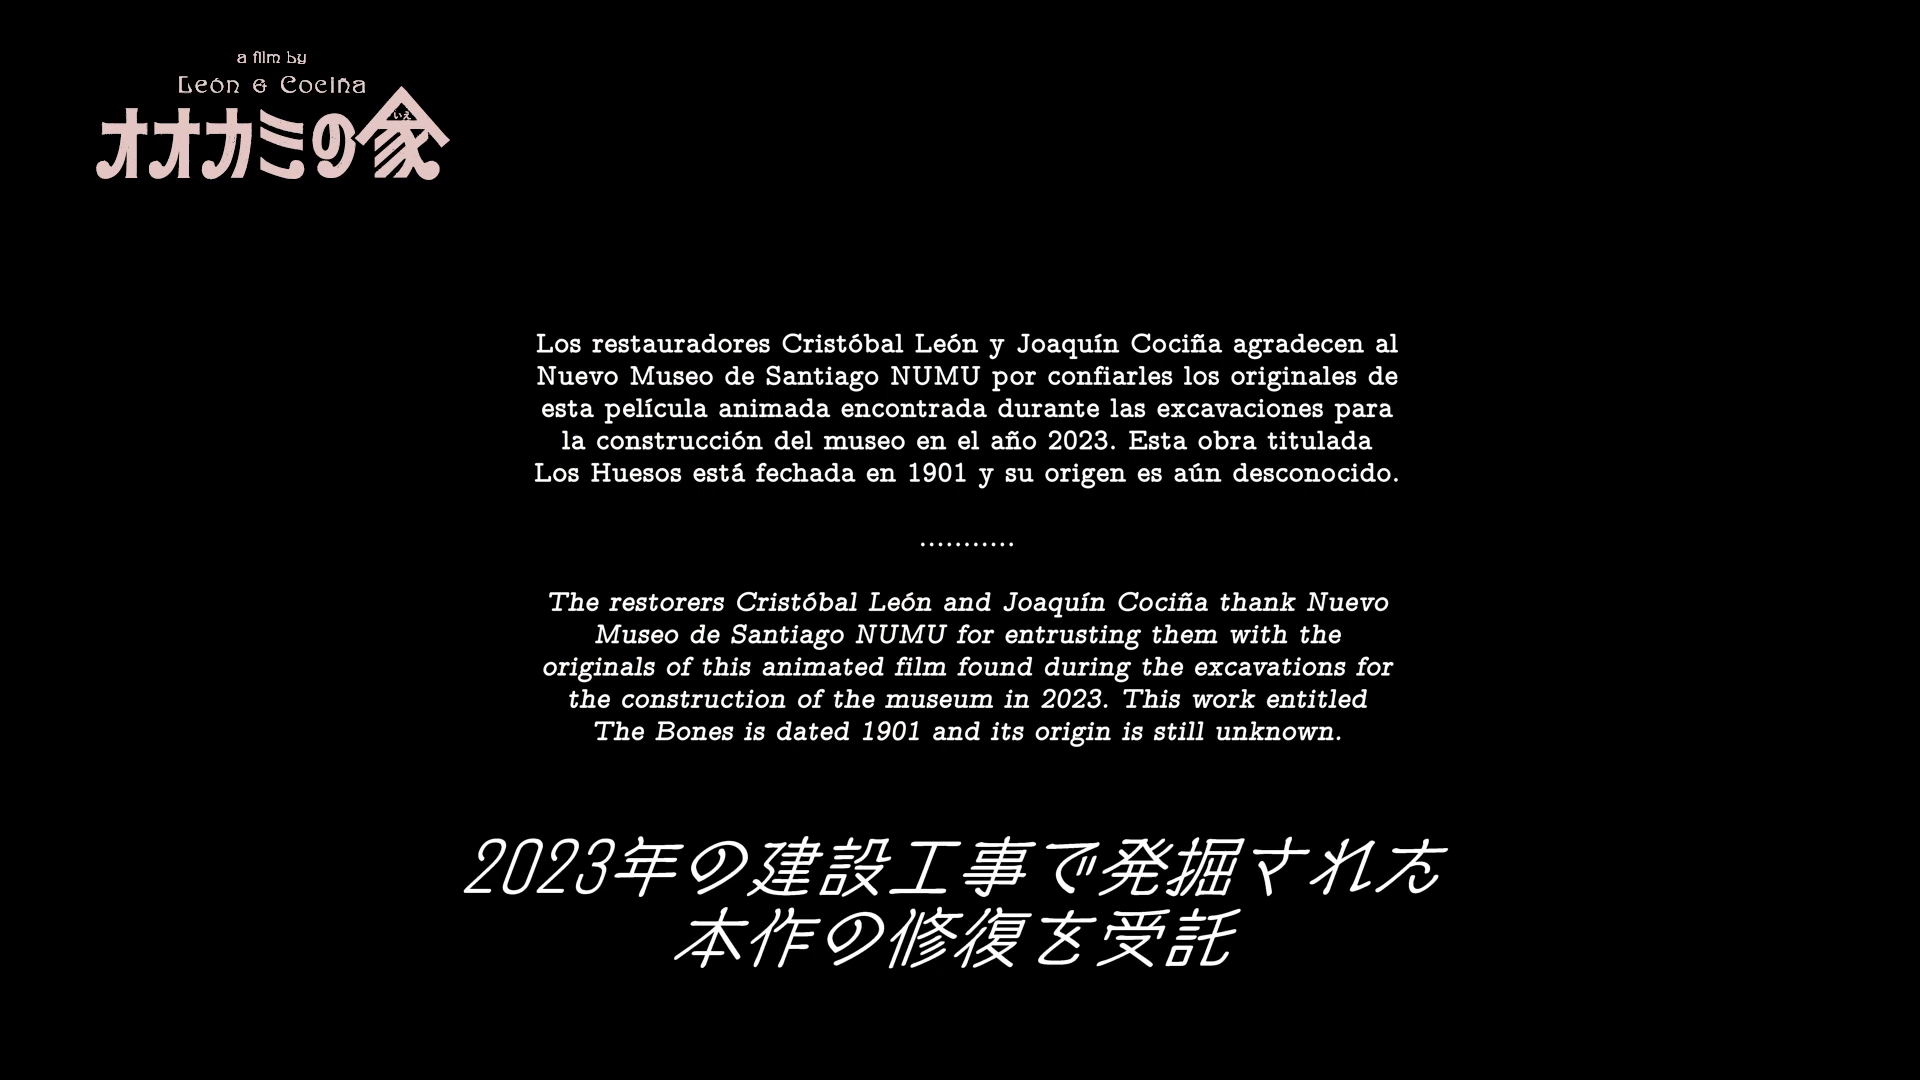 a film by
León & Cociña
オオカミの家
いえ
Los restauradores Cristóbal León y Joaquín Cociña agradecen al
Nuevo Museo de Santiago NUMU por confiarles los originales de
esta película animada encontrada durante las excavaciones para
la construcción del museo en el año 2023. Esta obra titulada
Los Huesos está fechada en 1901 y su origen es aún desconocido.
...........
The restorers Cristóbal León and Joaquín Cociña thank Nuevo
Museo de Santiago NUMU for entrusting them with the
originals of this animated film found during the excavations for
the construction of the museum in 2023. This work entitled
The Bones is dated 1901 and its origin is still unknown.
2023年の建設工事で発掘された
本作の修復を受託